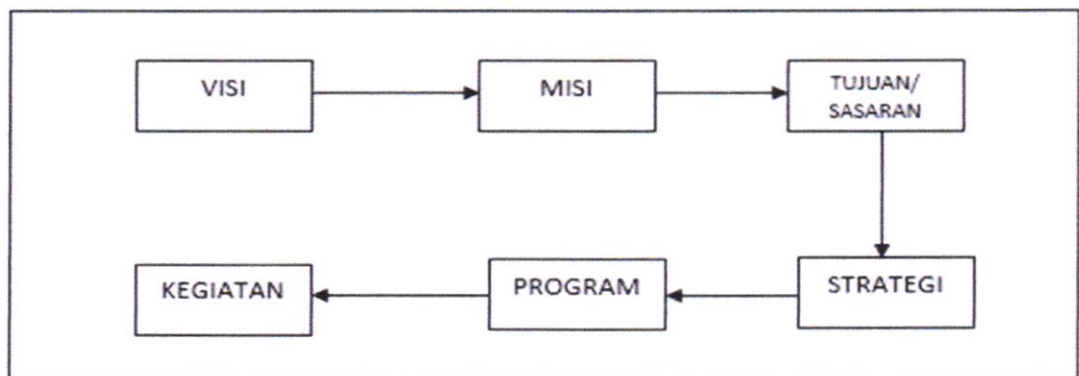 VISI
MISI
TUJUAN/
SASARAN
STRATEGI
PROGRAM
KEGIATAN